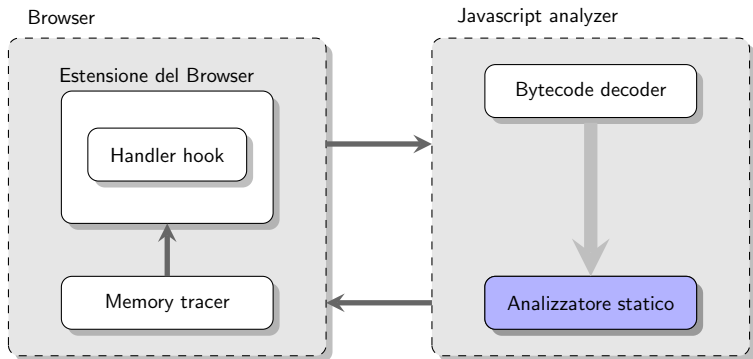 Browser
Estensione del Browser
Handler hook
Memory tracer
Javascript analyzer
Bytecode decoder
Analizzatore statico